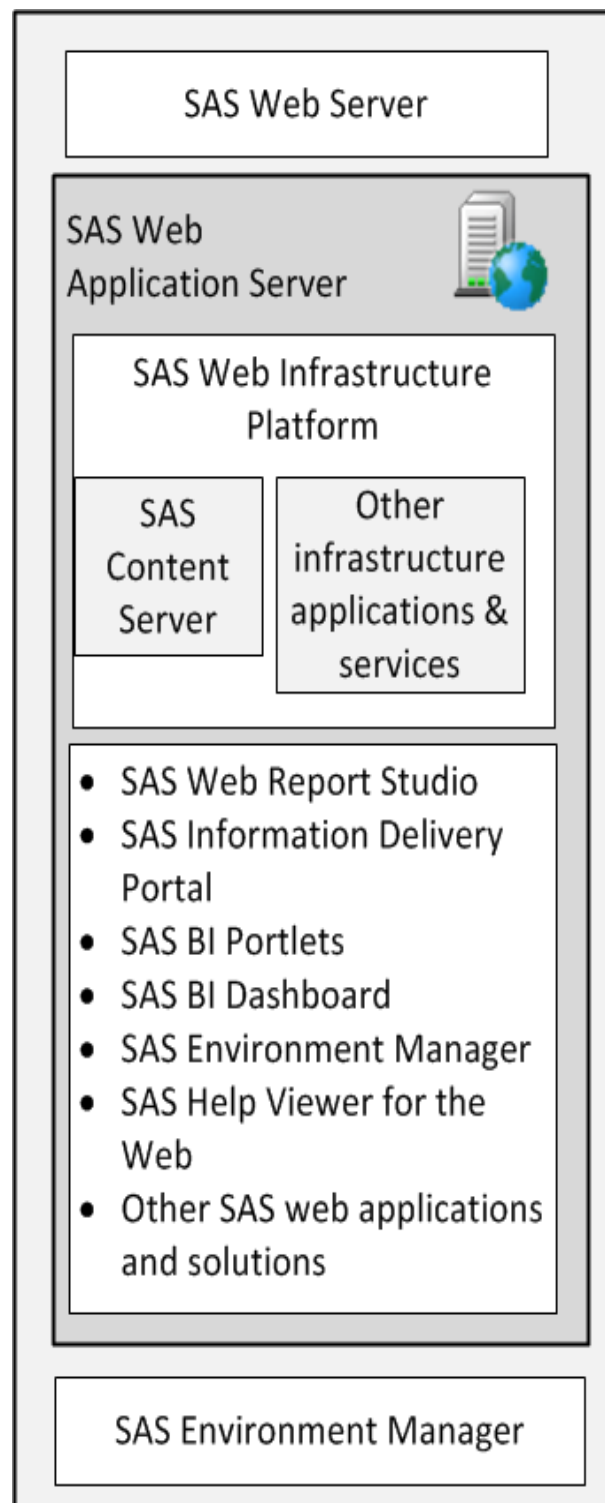 SAS Web Server
SAS Web
Application Server
SAS Web Infrastructure
Platform
SAS
Content
Server
Other
infrastructure
applications &
services
• SAS Web Report Studio
• SAS Information Delivery
Portal
• SAS BI Portlets
• SAS BI Dashboard
• SAS Environment Manager
• SAS Help Viewer for the
Web
• Other SAS web applications
and solutions
SAS Environment Manager